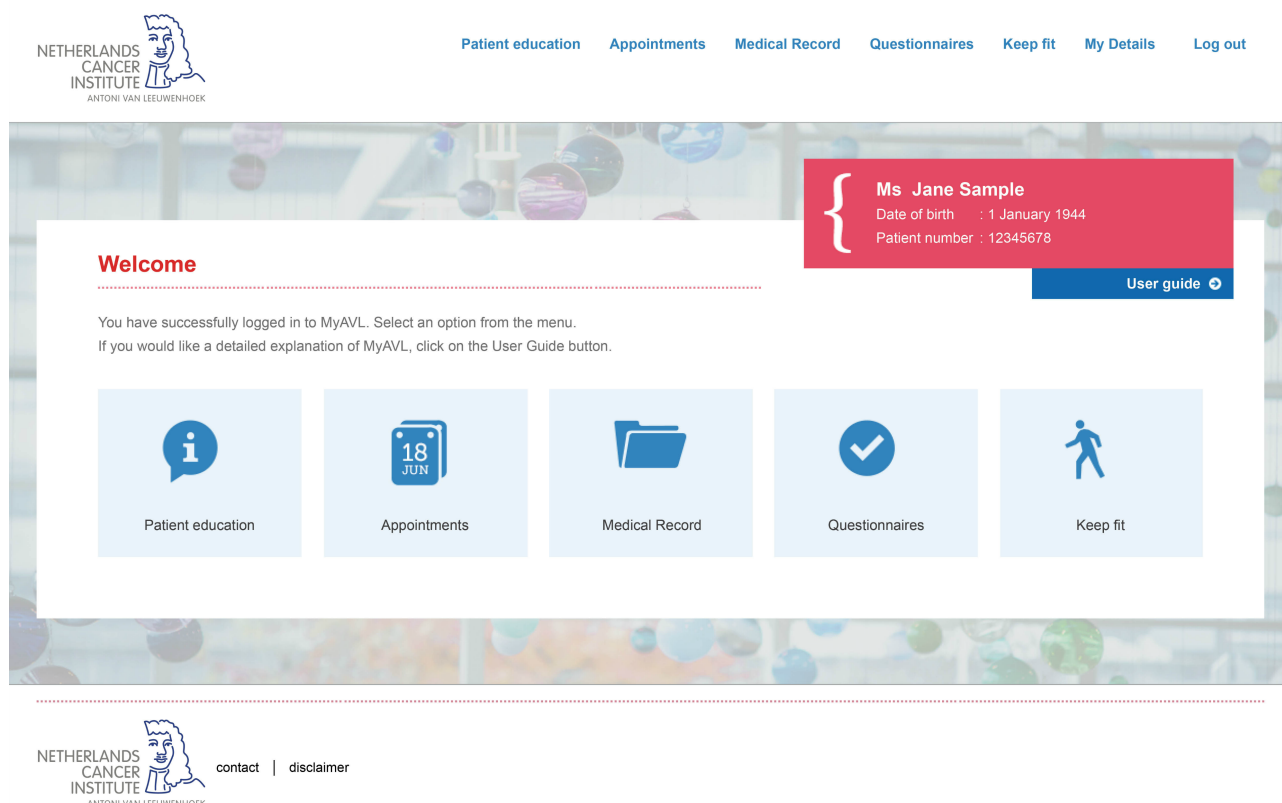 NETHERLANDS
CANCER
INSTITUTE
ANTONI VAN LEEUWENHOEK
Patient education Appointments Medical Record Questionnaires Keep fit My Details Log out
Ms Jane Sample
Date of birth : 1 January 1944
Patient number : 12345678
User guide
Welcome
You have successfully logged in to MyAVL. Select an option from the menu.
If you would like a detailed explanation of MyAVL, click on the User Guide button.
18
JUN
Patient education Appointments Medical Record Questionnaires Keep fit
NETHERLANDS
CANCER
INSTITUTE
ANTONI VAN LEEUWENHOEK
contact | disclaimer